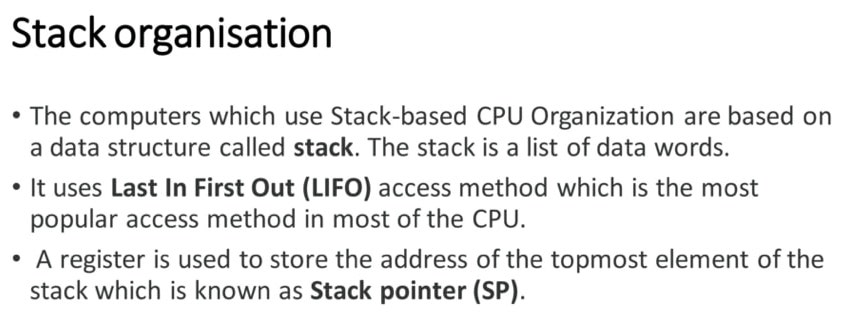 Stack organisation
• The computers which use Stack-based CPU Organization are based on
a data structure called stack. The stack is a list of data words.
• It uses Last In First Out (LIFO) access method which is the most
popular access method in most of the CPU.
• A register is used to store the address of the topmost element of the
stack which is known as Stack pointer (SP).